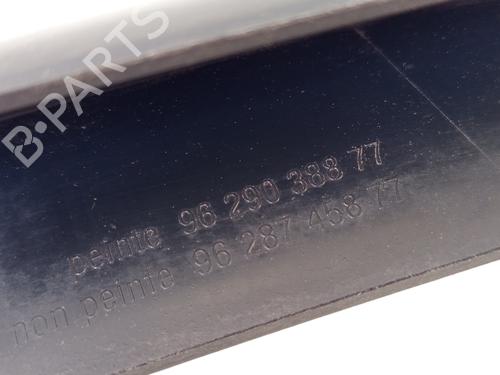 B-PARTS
peinte 96 290 388 77
non peinte 96 287 458 77